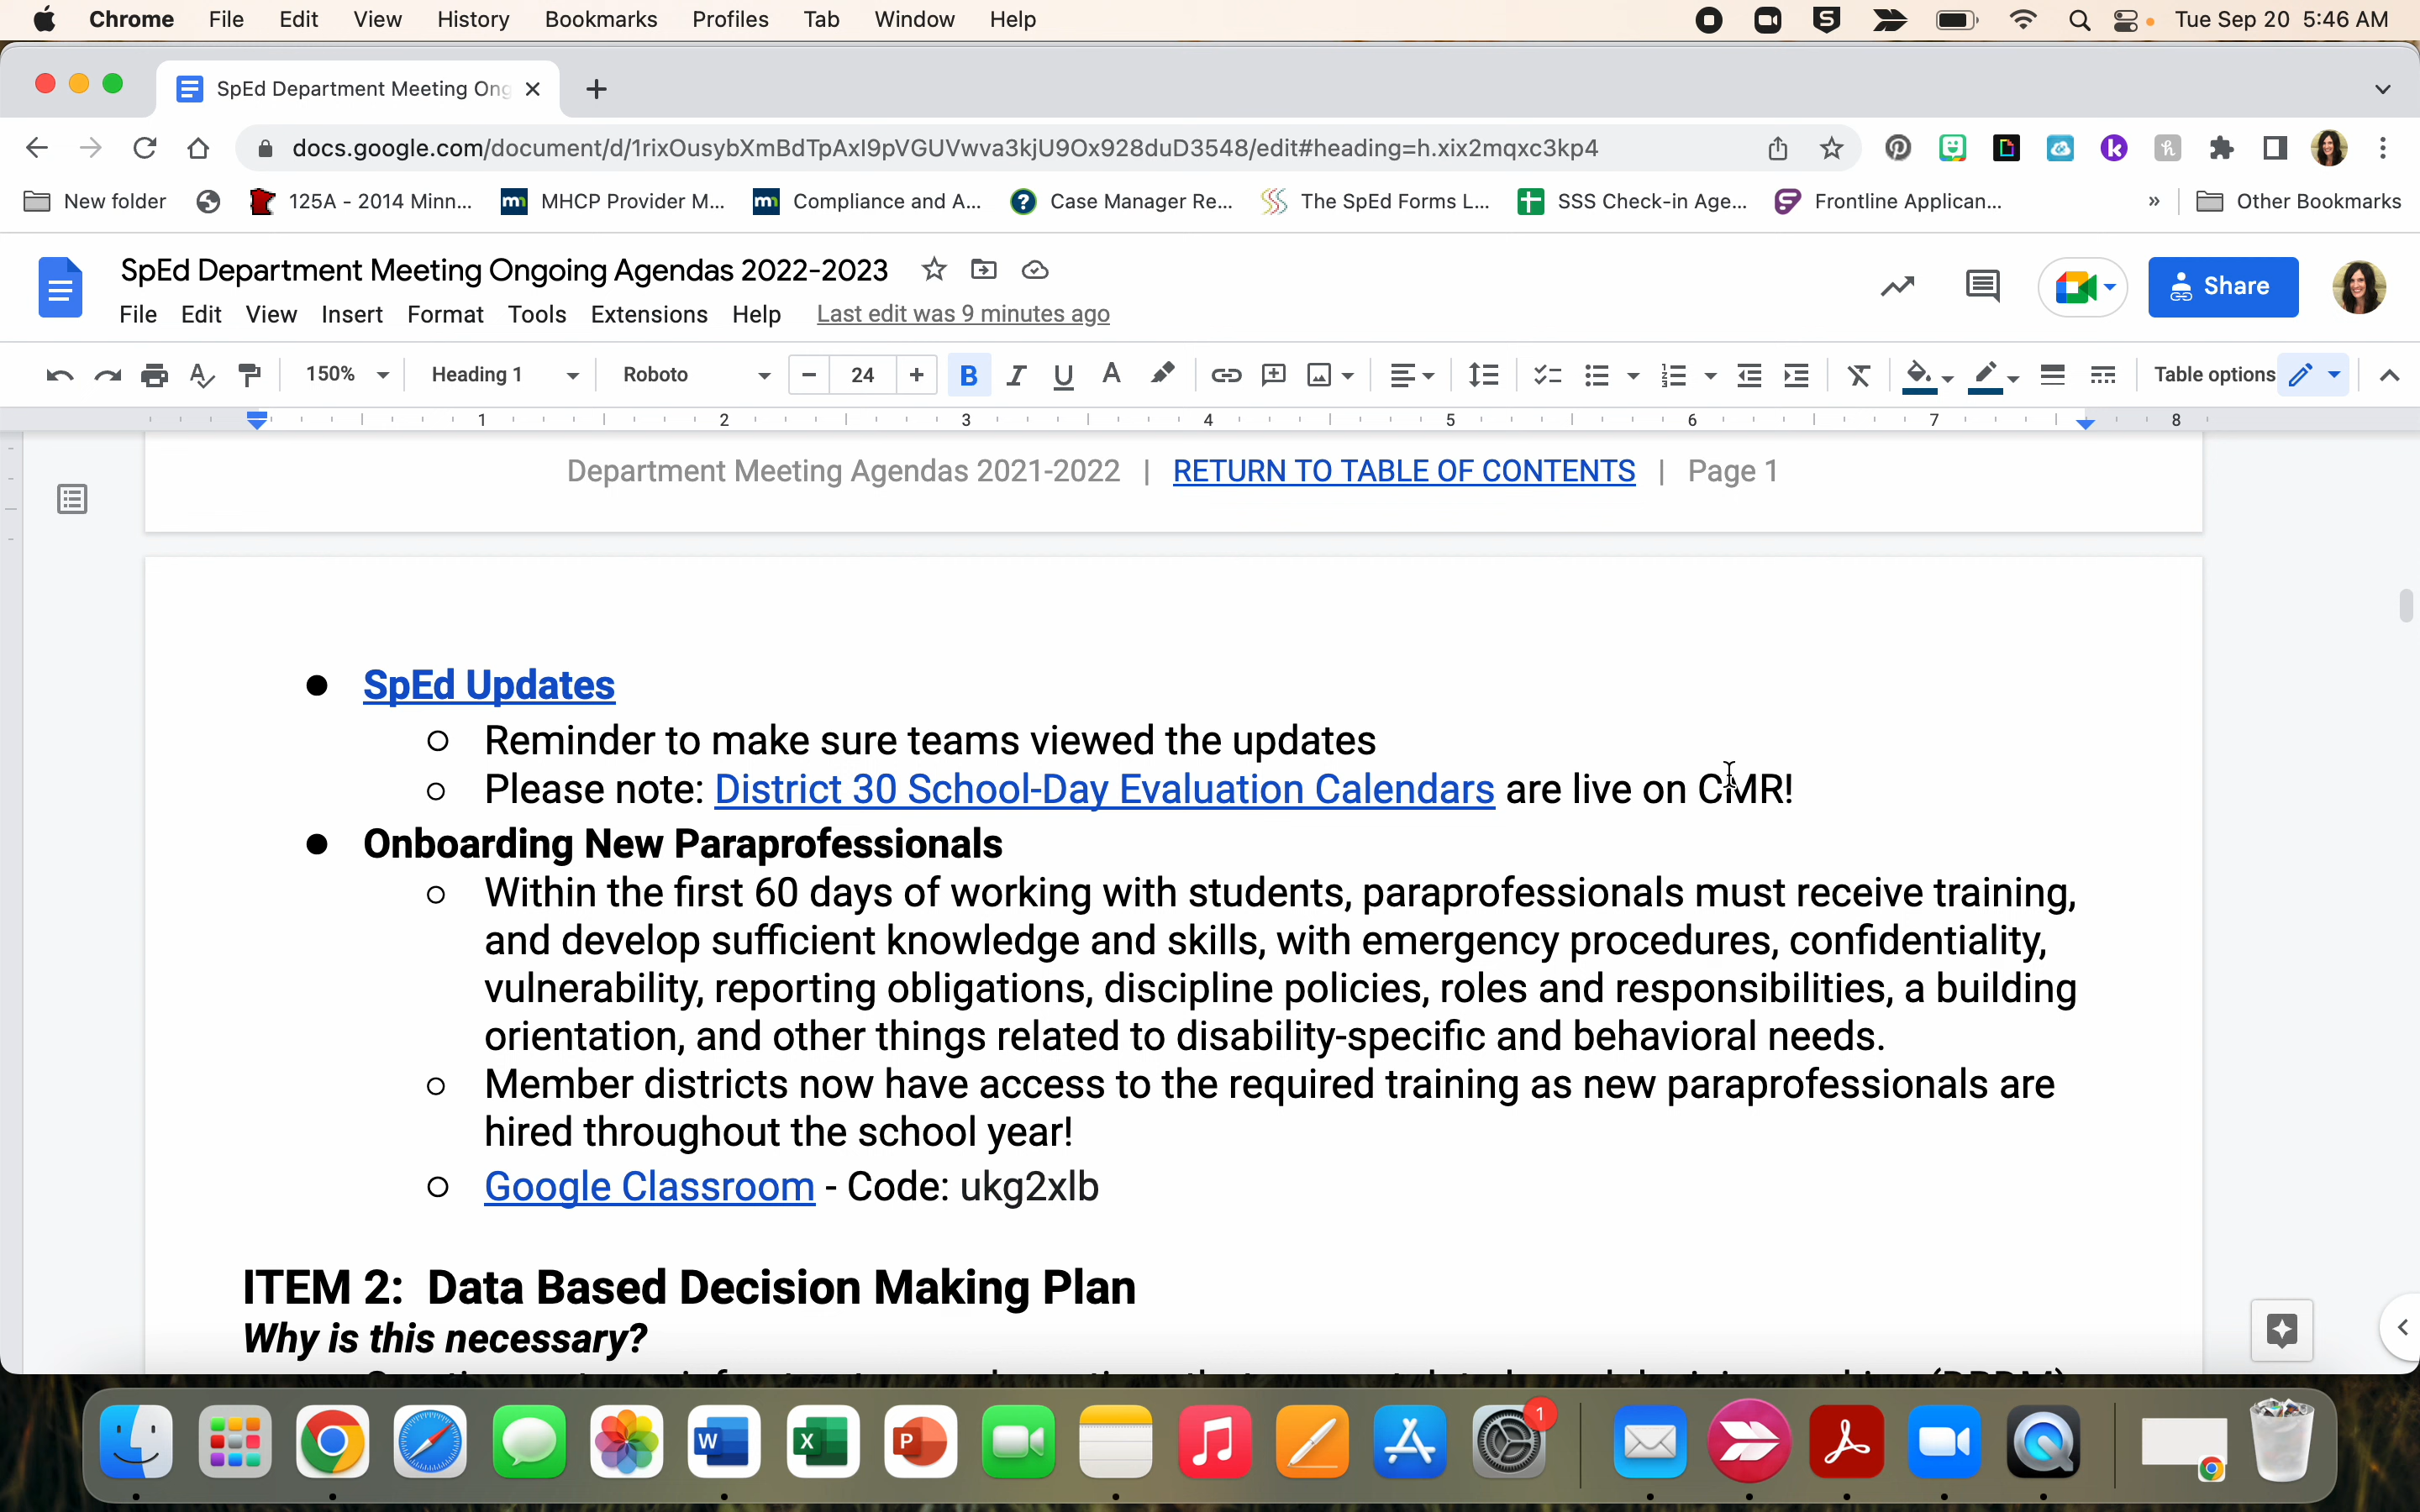 Chrome File Edit View History Bookmarks Profiles Tab Window Help Tue Sep 20 5:46 AM
SpEd Department Meeting Ong
docs.google.com/document/d/1rixOusybXmBdTpAxI9pVGUVwva3kjU9Ox928duD3548/edit#heading=h.xix2mqxc3kp4
New folder 125A - 2014 Minn... MHCP Provider M... Compliance and A... Case Manager Re... The SpEd Forms L... SSS Check-in Age... Frontline Applican... » Other Bookmarks
SpEd Department Meeting Ongoing Agendas 2022-2023
File Edit View Insert Format Tools Extensions Help Last edit was 9 minutes ago
Share
150% Heading 1 Roboto − 24 + B I U A Table options
1 2 3 4 5 6 7 8
Department Meeting Agendas 2021-2022 | RETURN TO TABLE OF CONTENTS | Page 1
● SpEd Updates
○ Reminder to make sure teams viewed the updates
○ Please note: District 30 School-Day Evaluation Calendars are live on CMR!
● Onboarding New Paraprofessionals
○ Within the first 60 days of working with students, paraprofessionals must receive training,
and develop sufficient knowledge and skills, with emergency procedures, confidentiality,
vulnerability, reporting obligations, discipline policies, roles and responsibilities, a building
orientation, and other things related to disability-specific and behavioral needs.
○ Member districts now have access to the required training as new paraprofessionals are
hired throughout the school year!
○ Google Classroom - Code: ukg2xlb
ITEM 2: Data Based Decision Making Plan
Why is this necessary?
1